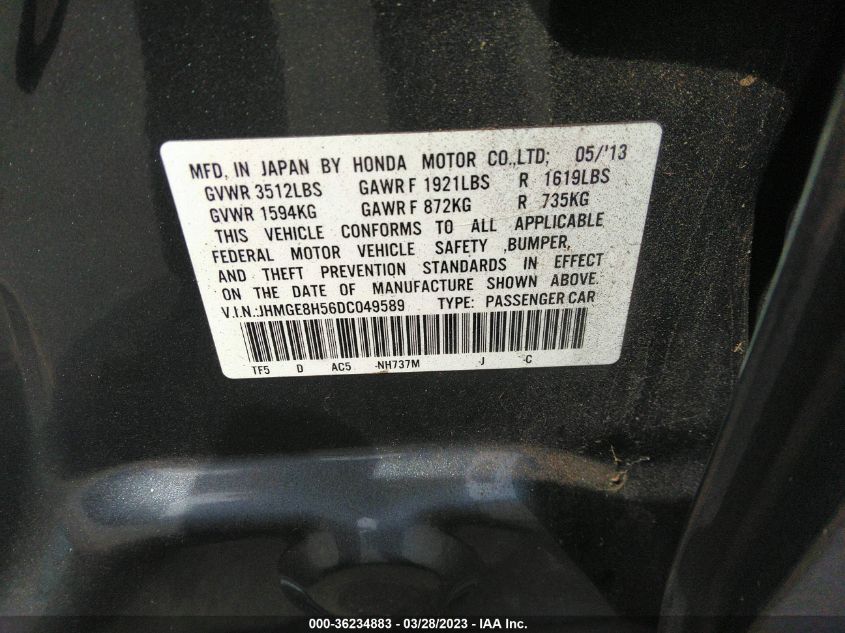 MFD. IN JAPAN BY HONDA MOTOR CO.,LTD; 05/'13
GVWR 3512LBS GAWR F 1921LBS R 1619LBS
GVWR 1594KG GAWR F 872KG R 735KG
THIS VEHICLE CONFORMS TO ALL APPLICABLE
FEDERAL MOTOR VEHICLE SAFETY ,BUMPER,
AND THEFT PREVENTION STANDARDS IN EFFECT
ON THE DATE OF MANUFACTURE SHOWN ABOVE.
V.I.N.:JHMGE8H56DC049589 TYPE: PASSENGER CAR
TF5 D AC5 -NH737M -J -C
000-36234883 / 03/28/2023 — IAA Inc.